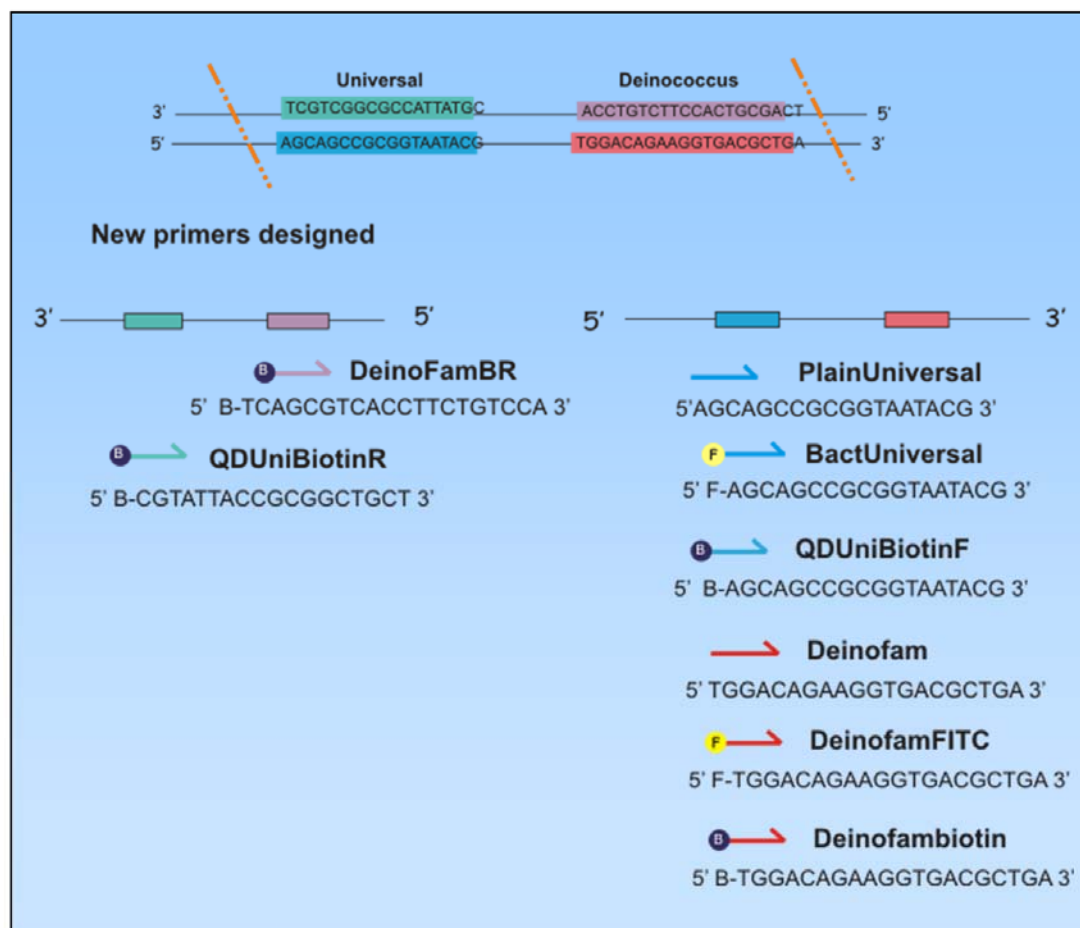 Universal Deinococcus
3' TCGTCGGCGCCATTATGC ACCTGTCTTCCACTGCGACT 5'
5' AGCAGCCGCGGTAATACG TGGACAGAAGGTGACGCTGA 3'
New primers designed
3' 5'
B DeinoFamBR
5' B-TCAGCGTCACCTTCTGTCCA 3'
B QDUniBiotinR
5' B-CGTATTACCGCGGCTGCT 3'
5' 3'
PlainUniversal
5'AGCAGCCGCGGTAATACG 3'
F BactUniversal
5' F-AGCAGCCGCGGTAATACG 3'
B QDUniBiotinF
5' B-AGCAGCCGCGGTAATACG 3'
Deinofam
5' TGGACAGAAGGTGACGCTGA 3'
F DeinofamFITC
5' F-TGGACAGAAGGTGACGCTGA 3'
B Deinofambiotin
5' B-TGGACAGAAGGTGACGCTGA 3'